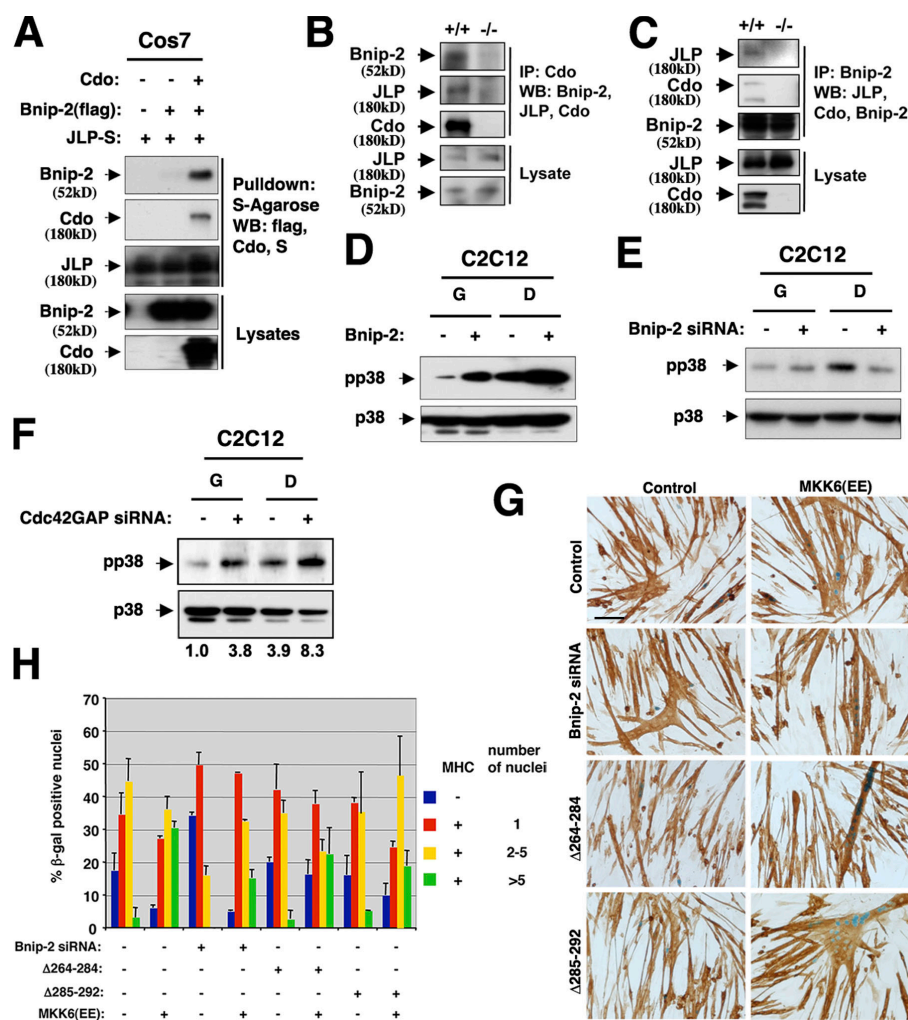 A
Cos7
Cdo: - - +
Bnip-2(flag): - + +
JLP-S: + + +
Bnip-2
(52kD)
Cdo
(180kD)
JLP
(180kD)
Pulldown:
S-Agarose
WB: flag,
Cdo, S
Bnip-2
(52kD)
Cdo
(180kD)
Lysates
B
+/+ -/-
Bnip-2
(52kD)
JLP
(180kD)
Cdo
(180kD)
IP: Cdo
WB: Bnip-2,
JLP, Cdo
JLP
(180kD)
Bnip-2
(52kD)
Lysate
C
+/+ -/-
JLP
(180kD)
Cdo
(180kD)
Bnip-2
(52kD)
IP: Bnip-2
WB: JLP,
Cdo, Bnip-2
JLP
(180kD)
Cdo
(180kD)
Lysate
D
C2C12
G D
Bnip-2: - + - +
pp38
p38
E
C2C12
G D
Bnip-2 siRNA: - + - +
pp38
p38
F
C2C12
G D
Cdc42GAP siRNA: - + - +
pp38
p38
1.0 3.8 3.9 8.3
G
Control MKK6(EE)
Control
Bnip-2 siRNA
Δ264-284
Δ285-292
H
% β-gal positive nuclei
70
60
50
40
30
20
10
0
MHC number of nuclei
-
+ 1
+ 2-5
+ >5
Bnip-2 siRNA: - - + + - - - -
Δ264-284: - - - - + + - -
Δ285-292: - - - - - - + +
MKK6(EE): - + - + - + - +